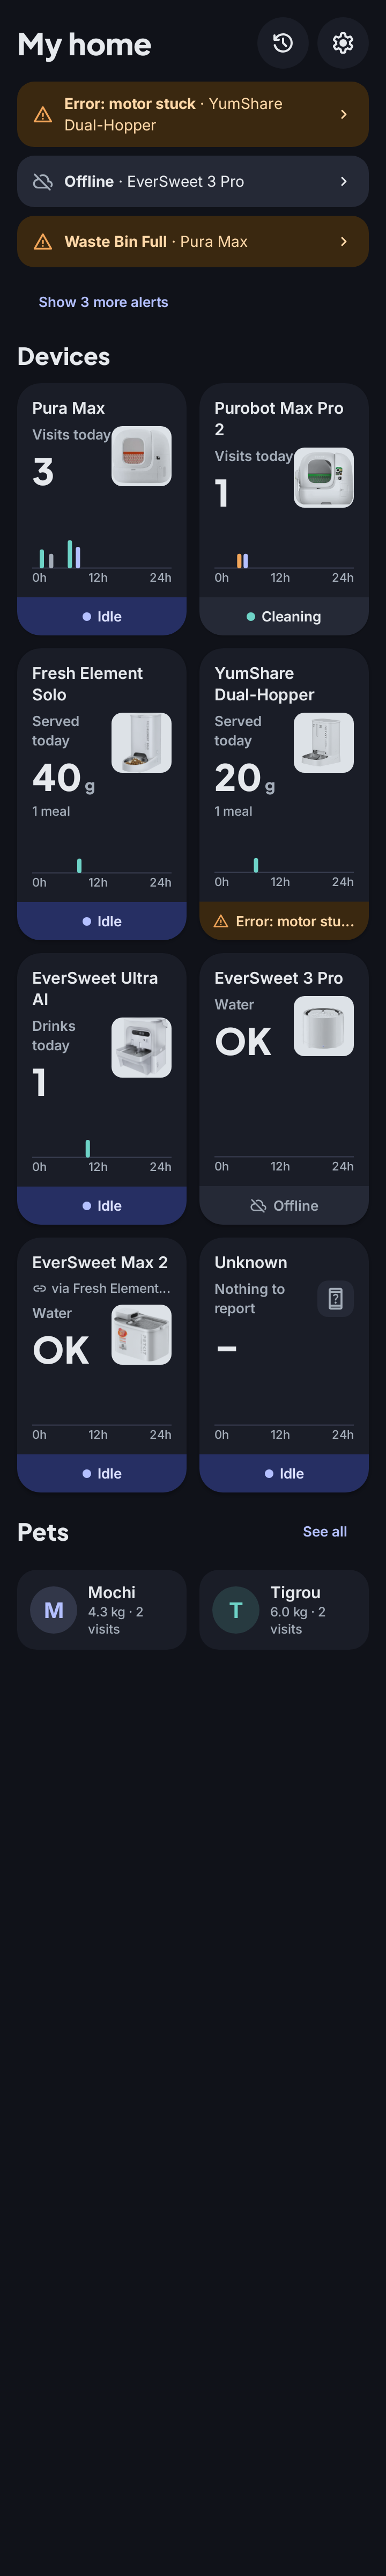 My home
Error: motor stuck · YumShare
Dual-Hopper
Offline · EverSweet 3 Pro
Waste Bin Full · Pura Max
Show 3 more alerts
Devices
Pura Max
Visits today
3
0h 12h 24h
Idle
Purobot Max Pro
2
Visits today
1
0h 12h 24h
Cleaning
Fresh Element
Solo
Served
today
40 g
1 meal
0h 12h 24h
Idle
YumShare
Dual-Hopper
Served
today
20 g
1 meal
0h 12h 24h
Error: motor stu...
EverSweet Ultra
AI
Drinks
today
1
0h 12h 24h
Idle
EverSweet 3 Pro
Water
OK
0h 12h 24h
Offline
EverSweet Max 2
via Fresh Element...
Water
OK
0h 12h 24h
Idle
Unknown
Nothing to
report
–
0h 12h 24h
Idle
Pets
See all
M
Mochi
4.3 kg · 2
visits
T
Tigrou
6.0 kg · 2
visits